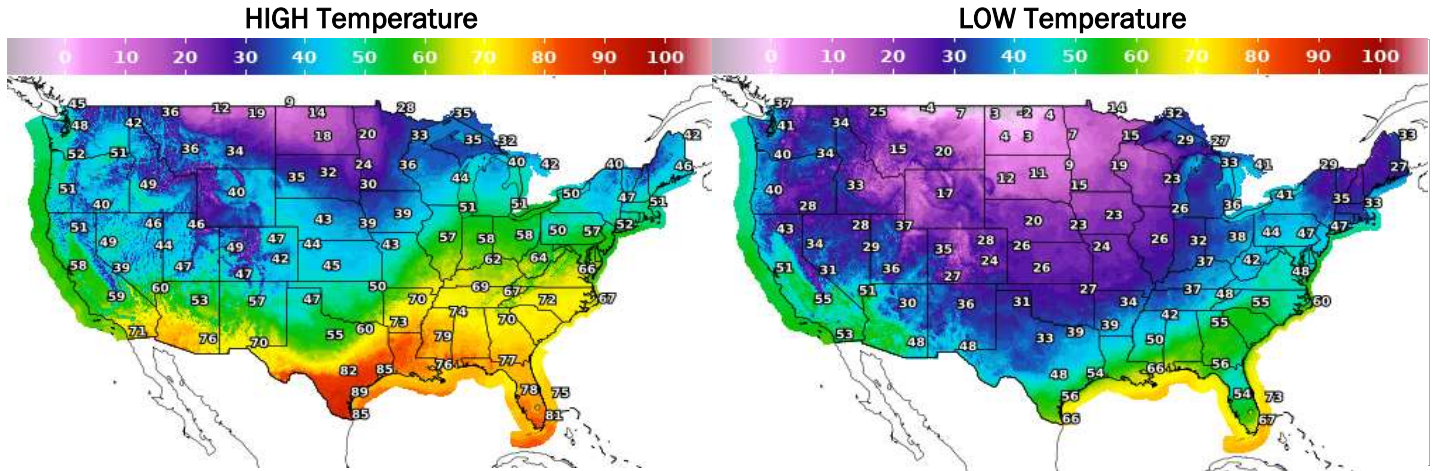 HIGH Temperature LOW Temperature
0 10 20 30 40 50 60 70 80 90 100 0 10 20 30 40 50 60 70 80 90 100
45 36 12 19 9 14 28 35 37 25 -4 7 3 -2 4 14 32
48 42 18 20 33 35 32 42 41 34 4 3 7 15 29 27 33
52 51 36 34 24 36 40 42 40 46 40 34 15 20 9 19 33 41 29 27
51 49 40 35 32 30 44 50 47 51 40 33 17 12 11 15 23 41 35 33
40 39 51 51 28 26 36
51 46 46 43 39 52 43 28 37 20 23 23 47
49 44 49 47 44 43 57 58 58 50 57 34 29 35 28 26 24 26 32 38 44 47
58 39 47 47 42 45 62 64 66 51 31 36 27 24 26 37 42 48
59 60 53 57 47 50 70 69 67 72 67 55 51 30 36 31 27 34 37 48 55 60
71 76 70 55 60 73 74 79 70 53 48 48 33 39 39 42 50 55
82 85 76 77 48 54 66 56
89 78 75 56 54 73
85 81 66 67